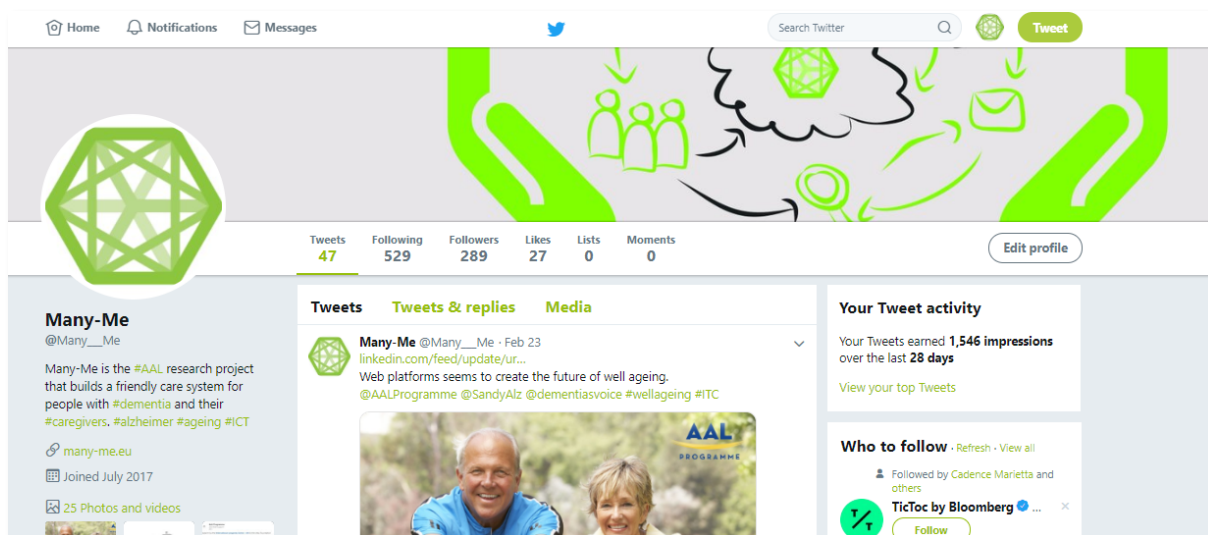 Home Notifications Messages Search Twitter Tweet
Tweets Following Followers Likes Lists Moments
47 529 289 27 0 0
Edit profile
Many-Me
@Many___Me
Many-Me is the #AAL research project
that builds a friendly care system for
people with #dementia and their
#caregivers. #alzheimer #ageing #ICT
many-me.eu
Joined July 2017
25 Photos and videos
Tweets Tweets & replies Media
Many-Me @Many___Me · Feb 23
linkedin.com/feed/update/ur...
Web platforms seems to create the future of well ageing.
@AALProgramme @SandyAlz @dementiasvoice #wellageing #ITC
AAL
PROGRAMME
Your Tweet activity
Your Tweets earned 1,546 impressions
over the last 28 days
View your top Tweets
Who to follow · Refresh · View all
Followed by Cadence Marietta and
others
T/T
TicToc by Bloomberg ...
Follow